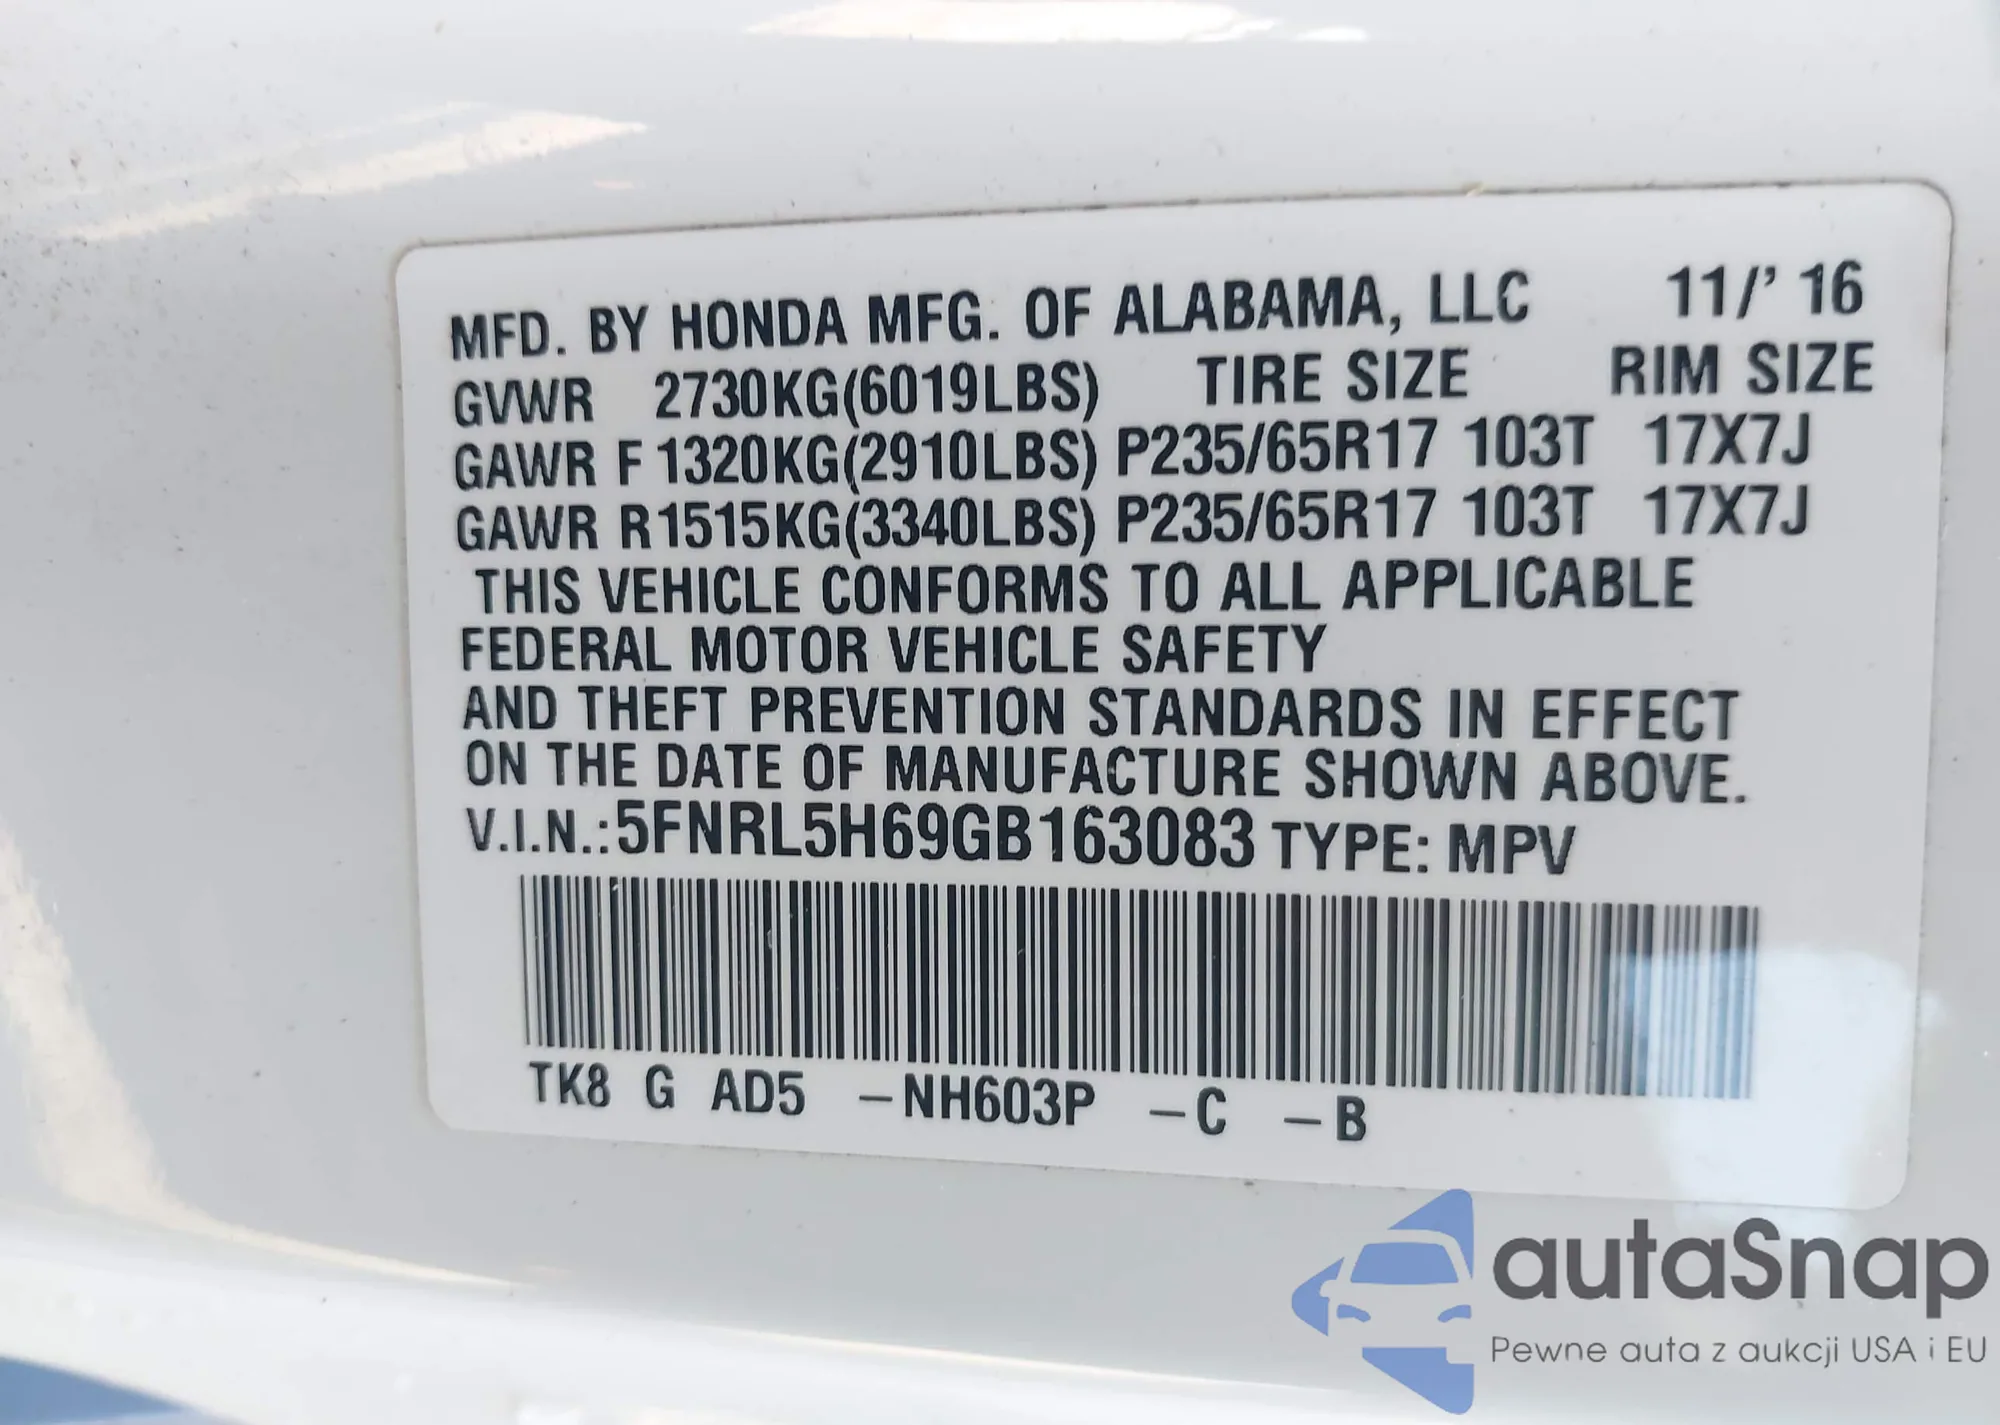 MFD. BY HONDA MFG. OF ALABAMA, LLC 11/' 16
GVWR 2730KG(6019LBS) TIRE SIZE RIM SIZE
GAWR F 1320KG(2910LBS) P235/65R17 103T 17X7J
GAWR R1515KG(3340LBS) P235/65R17 103T 17X7J
THIS VEHICLE CONFORMS TO ALL APPLICABLE
FEDERAL MOTOR VEHICLE SAFETY
AND THEFT PREVENTION STANDARDS IN EFFECT
ON THE DATE OF MANUFACTURE SHOWN ABOVE.
V.I.N.:5FNRL5H69GB163083 TYPE: MPV
TK8 G AD5 –NH603P –C –B
autaSnap
Pewne auta z aukcji USA i EU